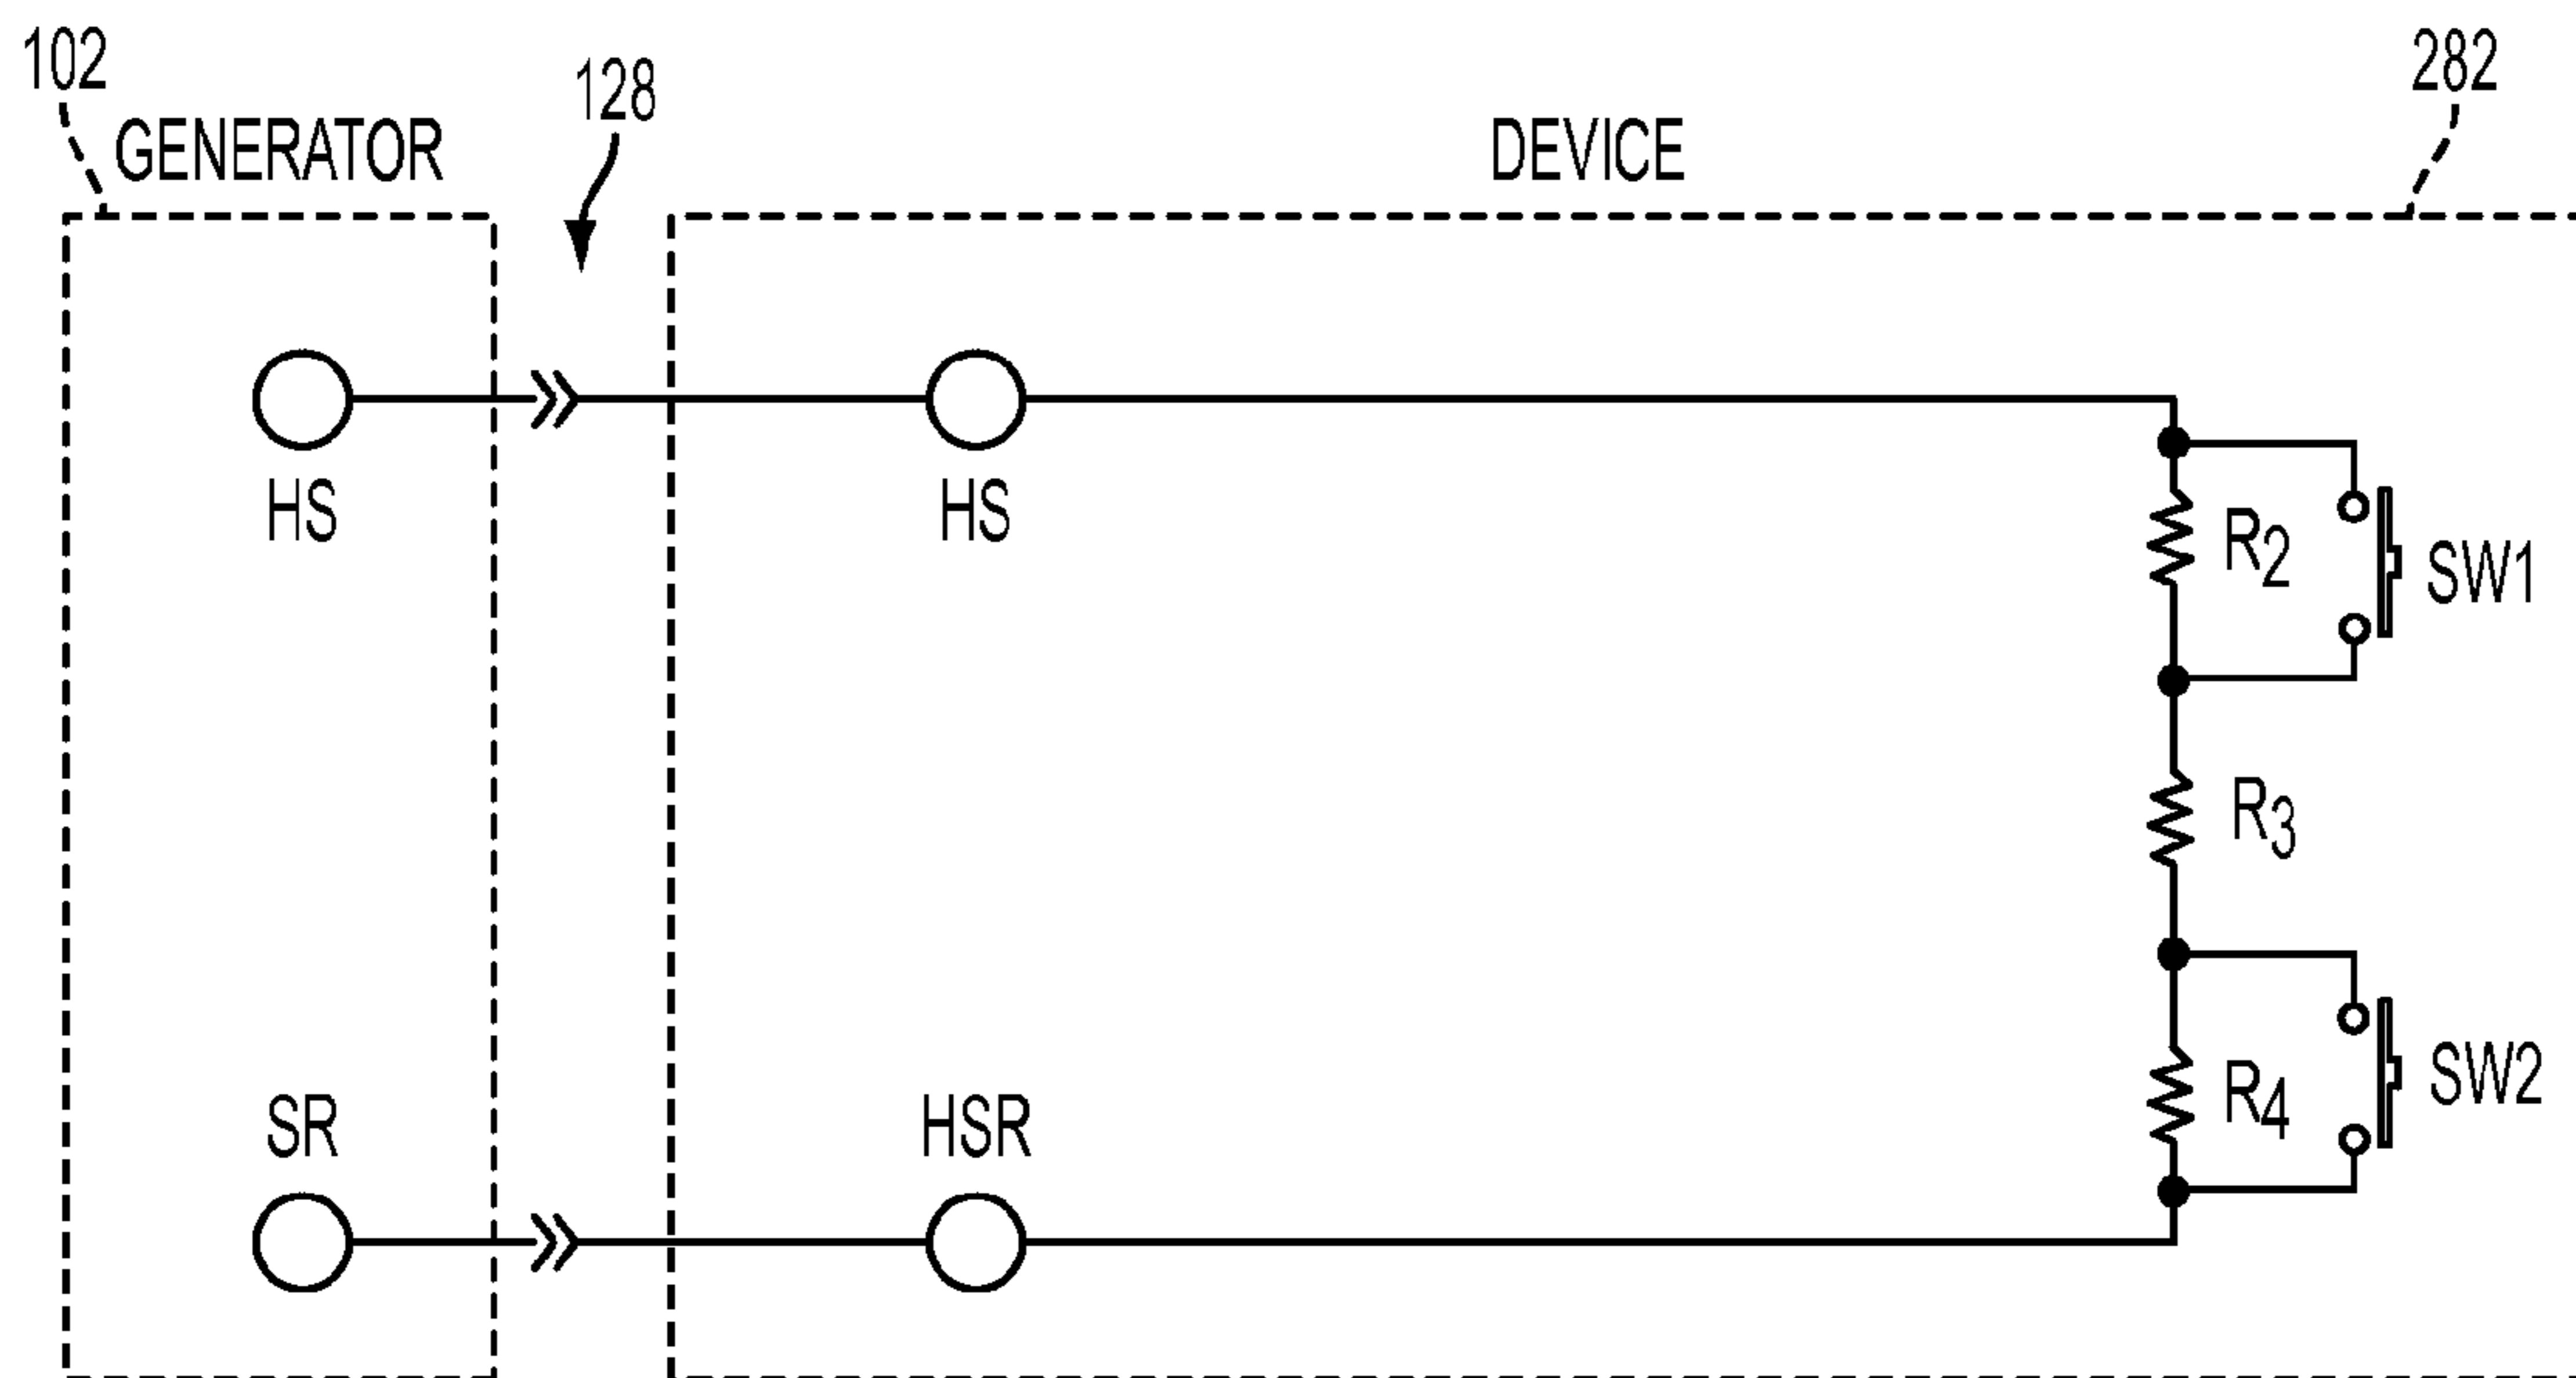 102
128
282
GENERATOR
DEVICE
HS
HS
R2
SW1
R3
SR
HSR
R4
SW2